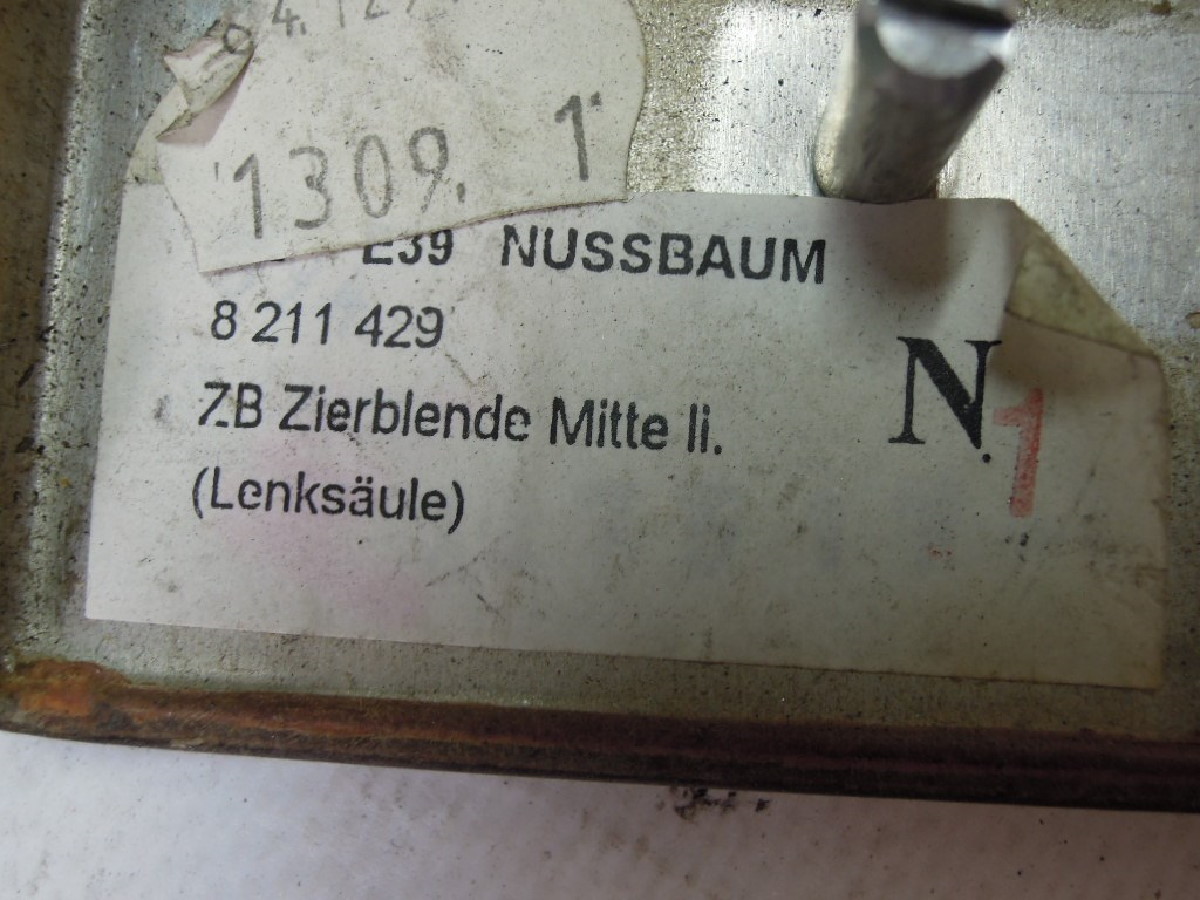 1309. 1
E39 NUSSBAUM
8 211 429
ZB Zierblende Mitte li.
(Lenksäule)
N
1